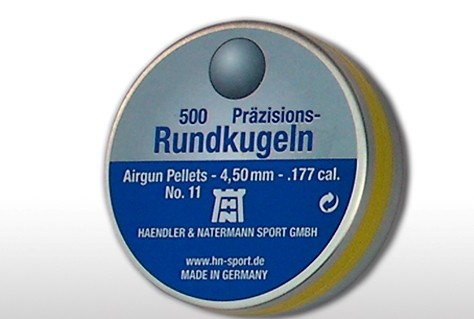 500 Präzisions-
Rundkugeln
Airgun Pellets - 4,50 mm - .177 cal.
No. 11
HN
HAENDLER & NATERMANN SPORT GMBH
www.hn-sport.de
MADE IN GERMANY